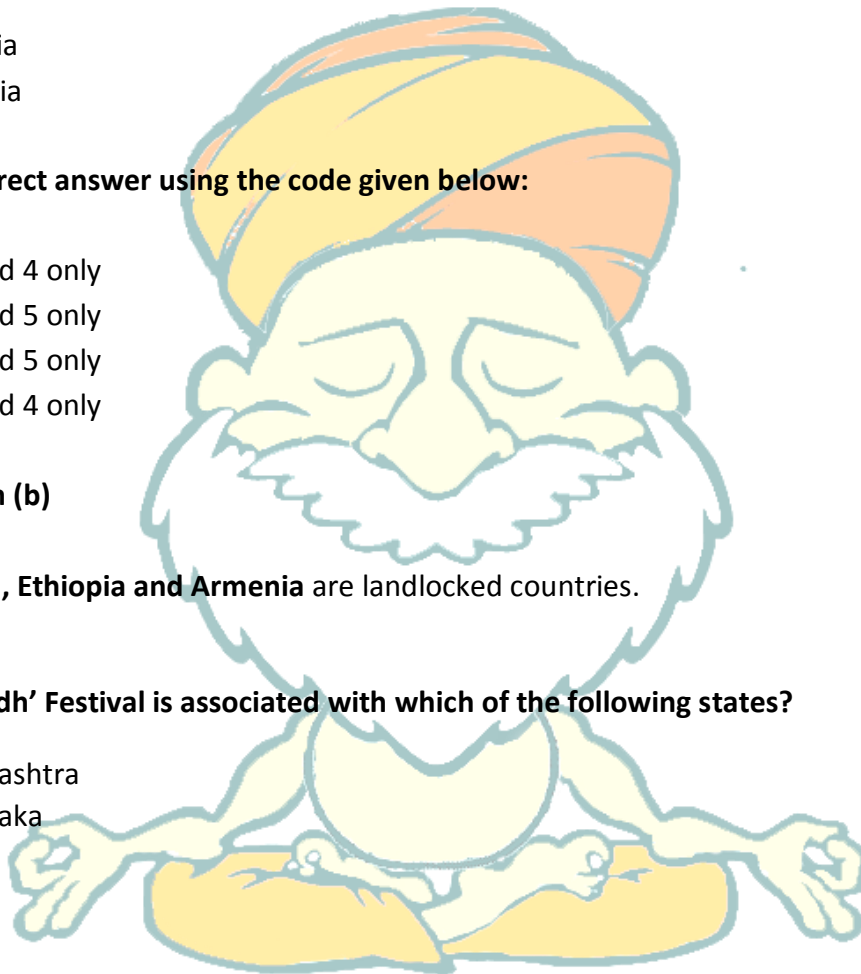 ia
ia
rect answer using the code given below:
d 4 only
d 5 only
d 5 only
d 4 only
n (b)
, Ethiopia and Armenia are landlocked countries.
dh’ Festival is associated with which of the following states?
ashtra
aka